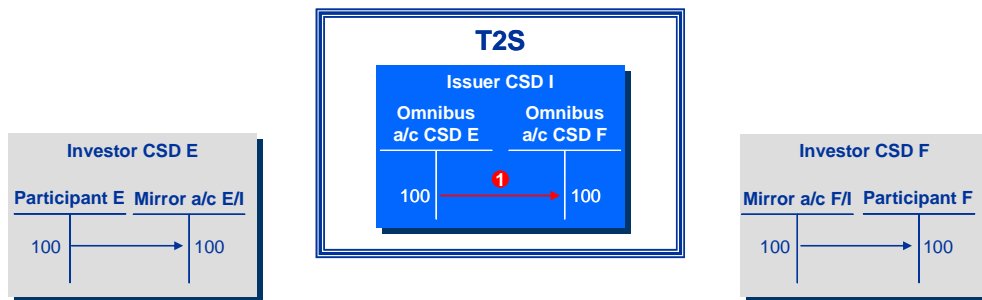 T2S
Issuer CSD I
Omnibus Omnibus
a/c CSD E a/c CSD F
1
100 100
Investor CSD E
Participant E Mirror a/c E/I
100 100
Investor CSD F
Mirror a/c F/I Participant F
100 100